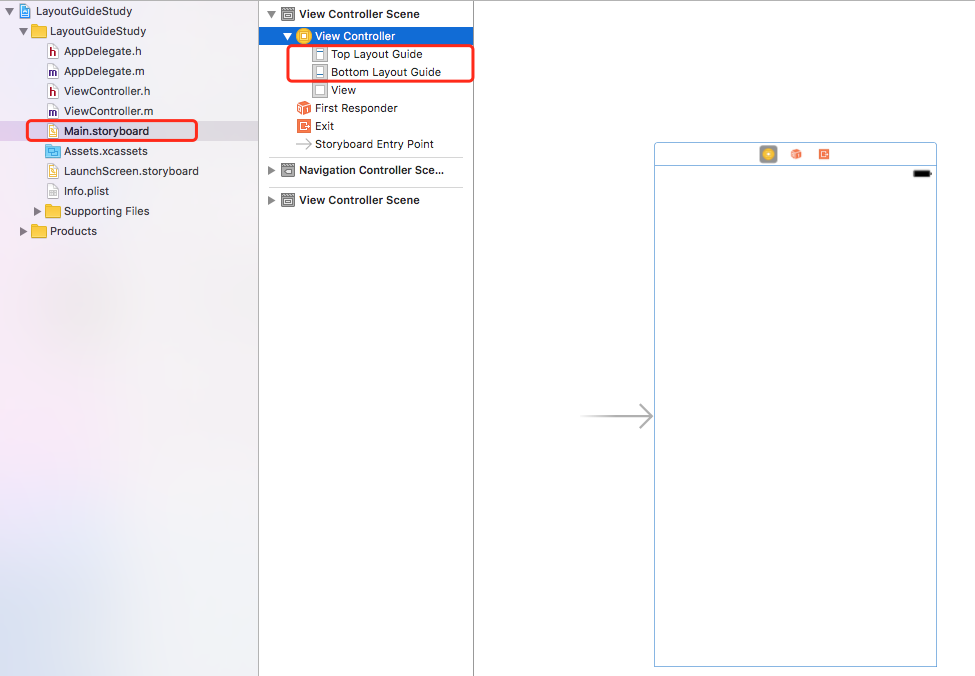 LayoutGuideStudy
LayoutGuideStudy
h AppDelegate.h
m AppDelegate.m
h ViewController.h
m ViewController.m
Main.storyboard
Assets.xcassets
LaunchScreen.storyboard
Info.plist
Supporting Files
Products
View Controller Scene
View Controller
Top Layout Guide
Bottom Layout Guide
View
First Responder
Exit
Storyboard Entry Point
Navigation Controller Sce...
View Controller Scene